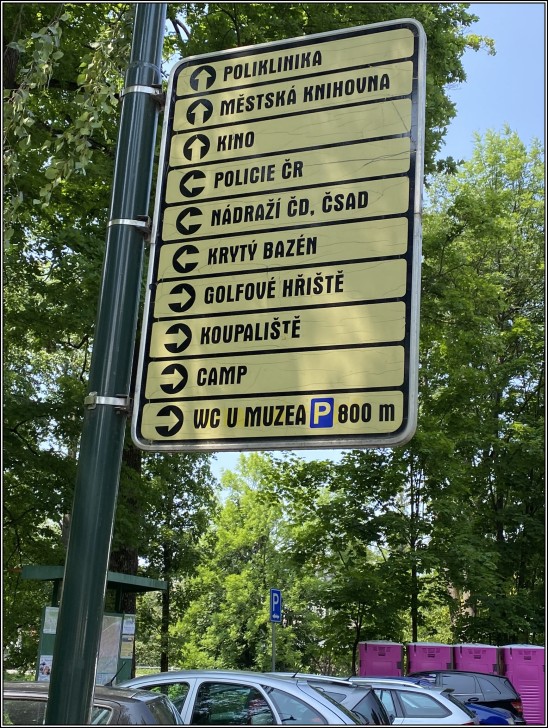 POLIKLINIKA
MĚSTSKÁ KNIHOVNA
KINO
POLICIE ČR
NÁDRAŽÍ ČD, ČSAD
KRYTÝ BAZÉN
GOLFOVÉ HŘIŠTĚ
KOUPALIŠTĚ
CAMP
WC U MUZEA P 800 m
P